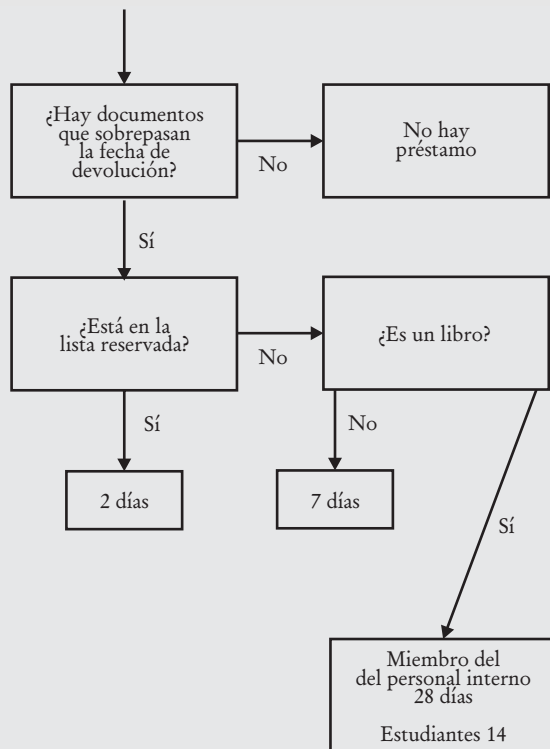 ¿Hay documentos
que sobrepasan
la fecha de
devolución?
No
No hay
préstamo
Sí
¿Está en la
lista reservada?
No
¿Es un libro?
Sí
No
2 días
7 días
Sí
Miembro del
del personal interno
28 días
Estudiantes 14